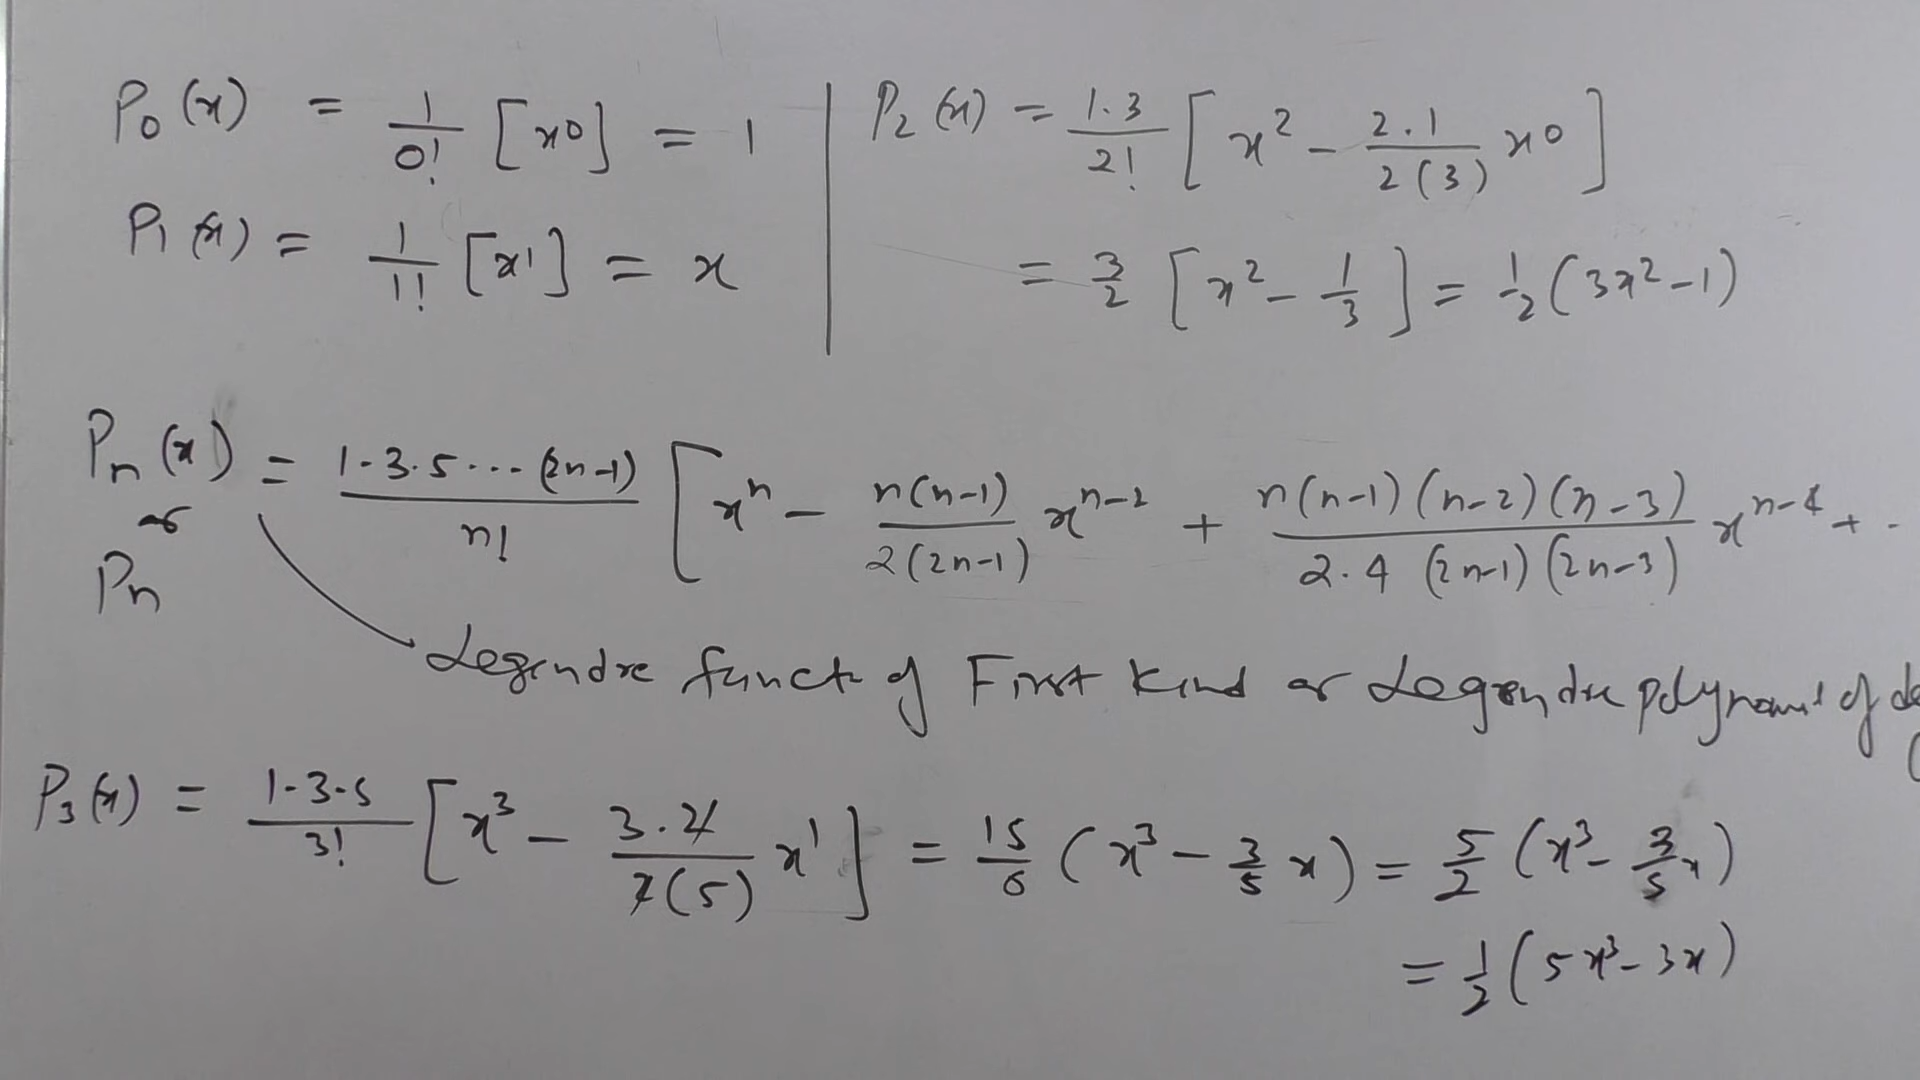 P₀(x) = 1/0! [x⁰] = 1
P₁(x) = 1/1! [x¹] = x
P₂(x) = 1.3/2! [x² - 2.1/2(3) x⁰]
= 3/2 [x² - 1/3] = 1/2 (3x² - 1)
Pn(x) = 1.3.5...(2n-1)/n! [xⁿ - n(n-1)/2(2n-1) xⁿ⁻² + n(n-1)(n-2)(n-3)/2.4 (2n-1)(2n-3) xⁿ⁻⁴ + .
or
Pn
Legendre funct of First Kind or Legendre polynomial of
P₃(x) = 1.3.5/3! [x³ - 3.2/2(5) x¹] = 15/6 (x³ - 3/5 x) = 5/2 (x³ - 3/5 x)
= 1/2 (5x³ - 3x)